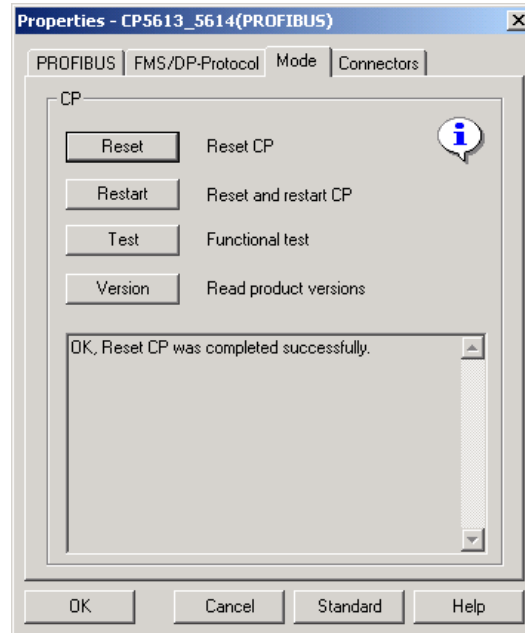 Properties - CP5613_5614(PROFIBUS)
PROFIBUS FMS/DP-Protocol Mode Connectors
CP
Reset Reset CP
Restart Reset and restart CP
Test Functional test
Version Read product versions
OK, Reset CP was completed successfully.
OK Cancel Standard Help